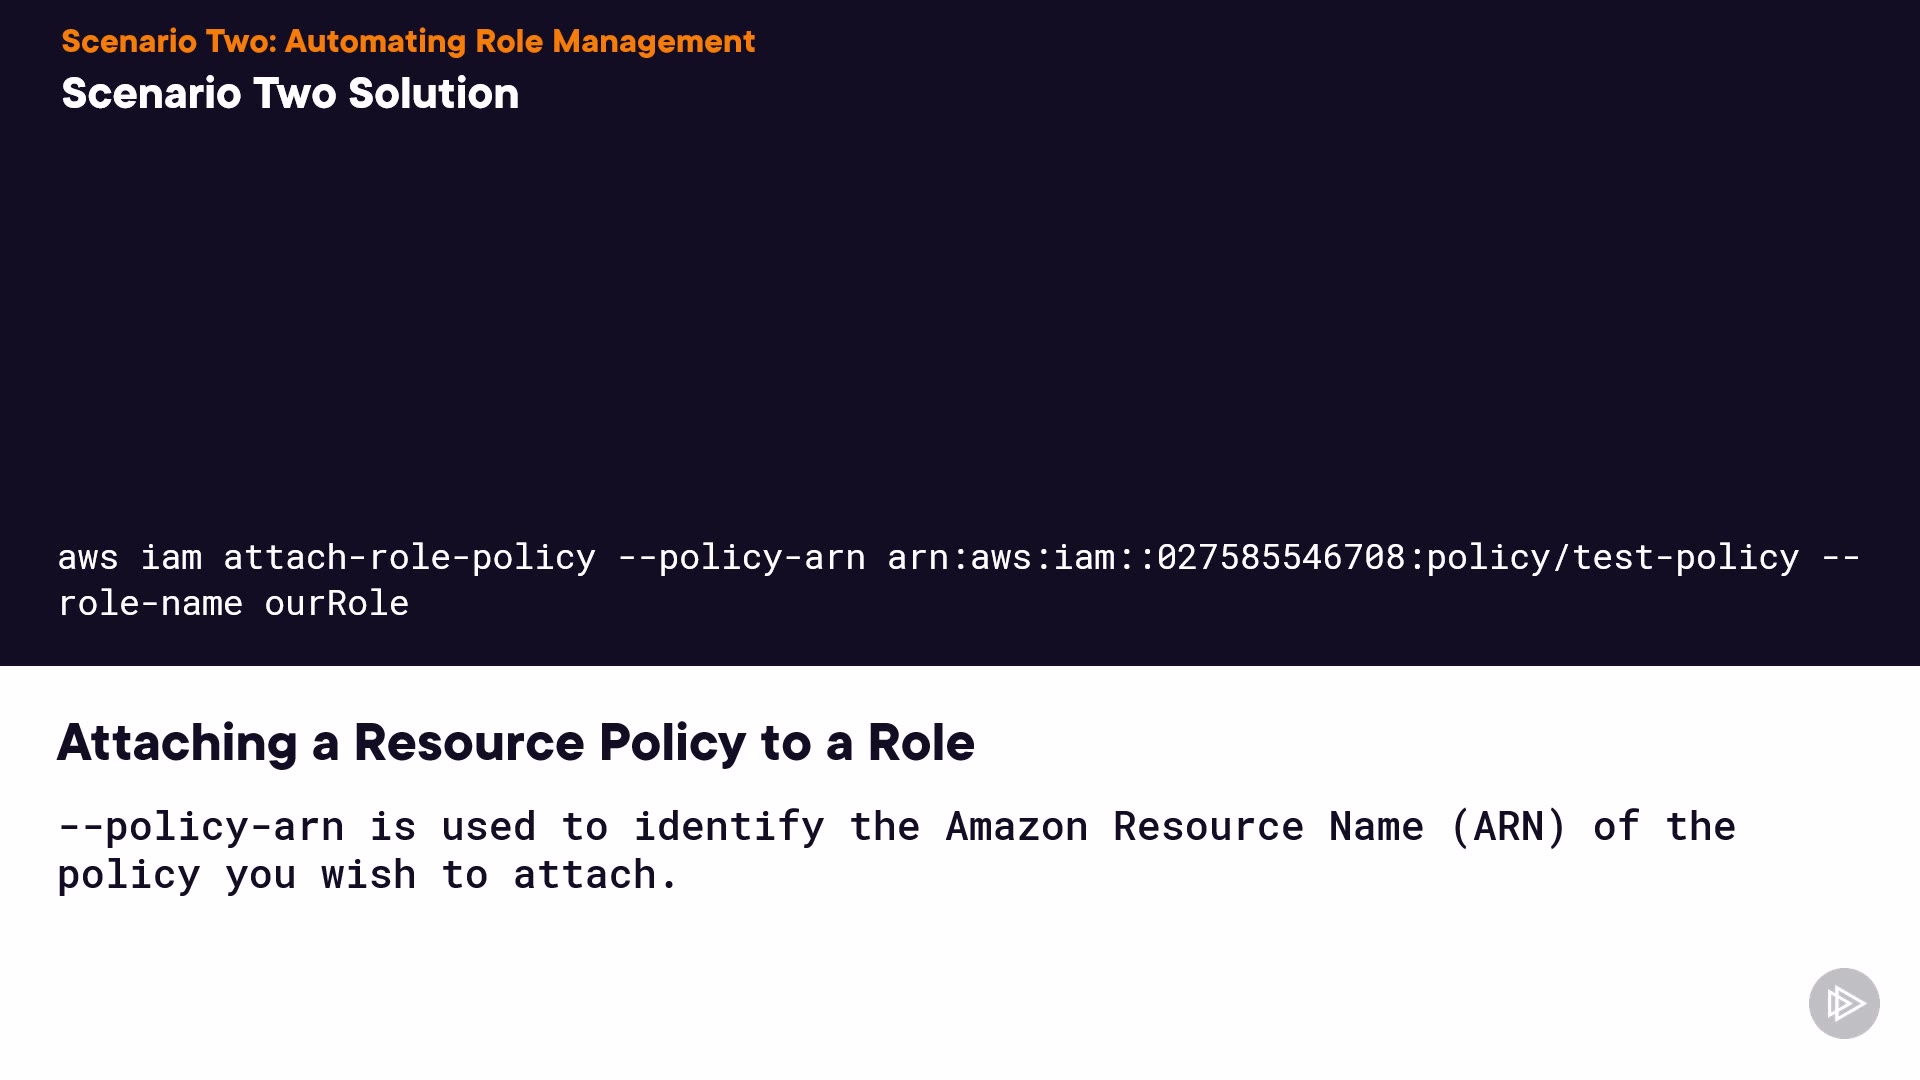 Scenario Two: Automating Role Management
Scenario Two Solution
aws iam attach-role-policy --policy-arn arn:aws:iam::027585546708:policy/test-policy --
role-name ourRole
Attaching a Resource Policy to a Role
--policy-arn is used to identify the Amazon Resource Name (ARN) of the
policy you wish to attach.